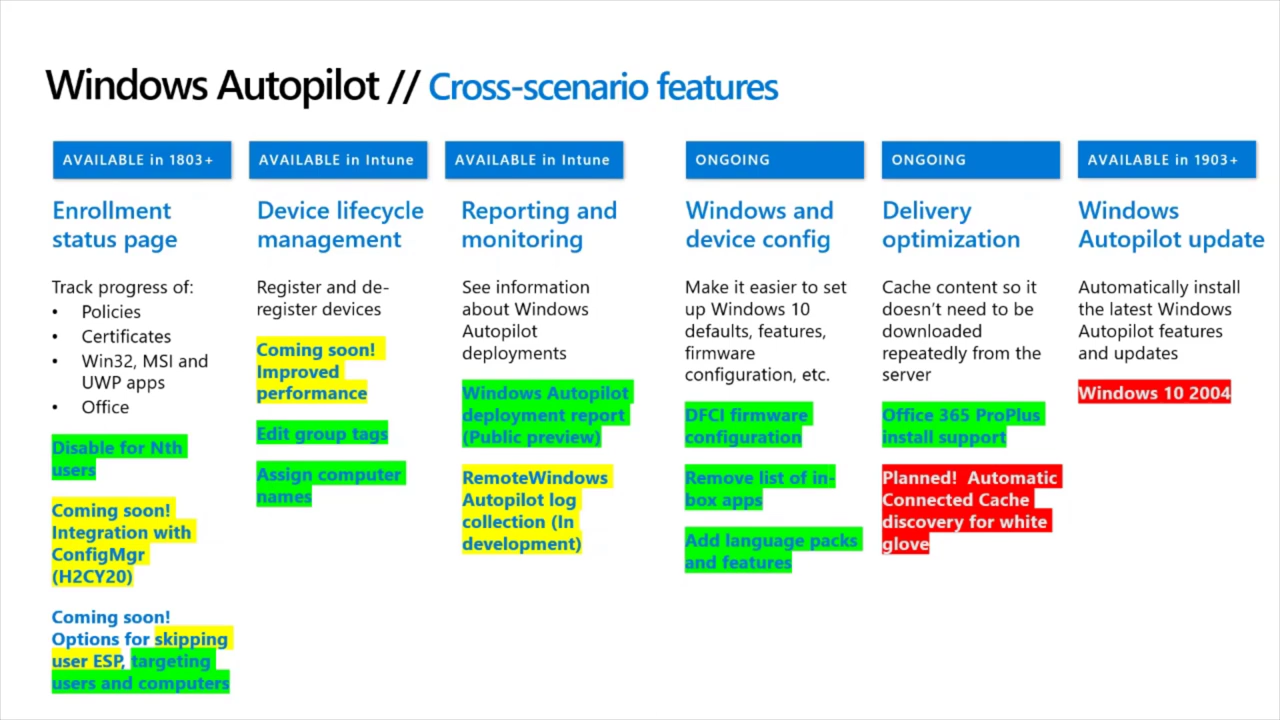 Windows Autopilot // Cross-scenario features
AVAILABLE in 1803+
Enrollment
status page
Track progress of:
• Policies
• Certificates
• Win32, MSI and
UWP apps
• Office
Disable for Nth
users
Coming soon!
Integration with
ConfigMgr
(H2CY20)
Coming soon!
Options for skipping
user ESP, targeting
users and computers
AVAILABLE in Intune
Device lifecycle
management
Register and de-
register devices
Coming soon!
Improved
performance
Edit group tags
Assign computer
names
AVAILABLE in Intune
Reporting and
monitoring
See information
about Windows
Autopilot
deployments
Windows Autopilot
deployment report
(Public preview)
RemoteWindows
Autopilot log
collection (In
development)
ONGOING
Windows and
device config
Make it easier to set
up Windows 10
defaults, features,
firmware
configuration, etc.
DFCI firmware
configuration
Remove list of in-
box apps
Add language packs
and features
ONGOING
Delivery
optimization
Cache content so it
doesn't need to be
downloaded
repeatedly from the
server
Office 365 ProPlus
install support
Planned! Automatic
Connected Cache
discovery for white
glove
AVAILABLE in 1903+
Windows
Autopilot update
Automatically install
the latest Windows
Autopilot features
and updates
Windows 10 2004